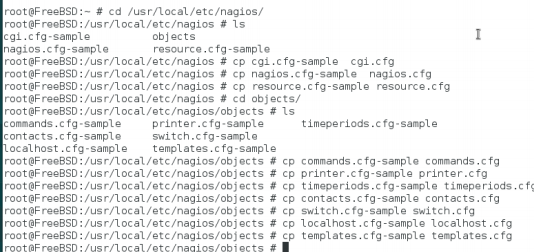 root@FreeBSD:~ # cd /usr/local/etc/nagios/
root@FreeBSD:/usr/local/etc/nagios # ls
cgi.cfg-sample objects
nagios.cfg-sample resource.cfg-sample
root@FreeBSD:/usr/local/etc/nagios # cp cgi.cfg-sample cgi.cfg
root@FreeBSD:/usr/local/etc/nagios # cp nagios.cfg-sample nagios.cfg
root@FreeBSD:/usr/local/etc/nagios # cp resource.cfg-sample resource.cfg
root@FreeBSD:/usr/local/etc/nagios # cd objects/
root@FreeBSD:/usr/local/etc/nagios/objects # ls
commands.cfg-sample printer.cfg-sample timeperiods.cfg-sample
contacts.cfg-sample switch.cfg-sample
localhost.cfg-sample templates.cfg-sample
root@FreeBSD:/usr/local/etc/nagios/objects # cp commands.cfg-sample commands.cfg
root@FreeBSD:/usr/local/etc/nagios/objects # cp printer.cfg-sample printer.cfg
root@FreeBSD:/usr/local/etc/nagios/objects # cp timeperiods.cfg-sample timeperiods.cfg
root@FreeBSD:/usr/local/etc/nagios/objects # cp contacts.cfg-sample contacts.cfg
root@FreeBSD:/usr/local/etc/nagios/objects # cp switch.cfg-sample switch.cfg
root@FreeBSD:/usr/local/etc/nagios/objects # cp localhost.cfg-sample localhost.cfg
root@FreeBSD:/usr/local/etc/nagios/objects # cp templates.cfg-sample templates.cfg
root@FreeBSD:/usr/local/etc/nagios/objects #